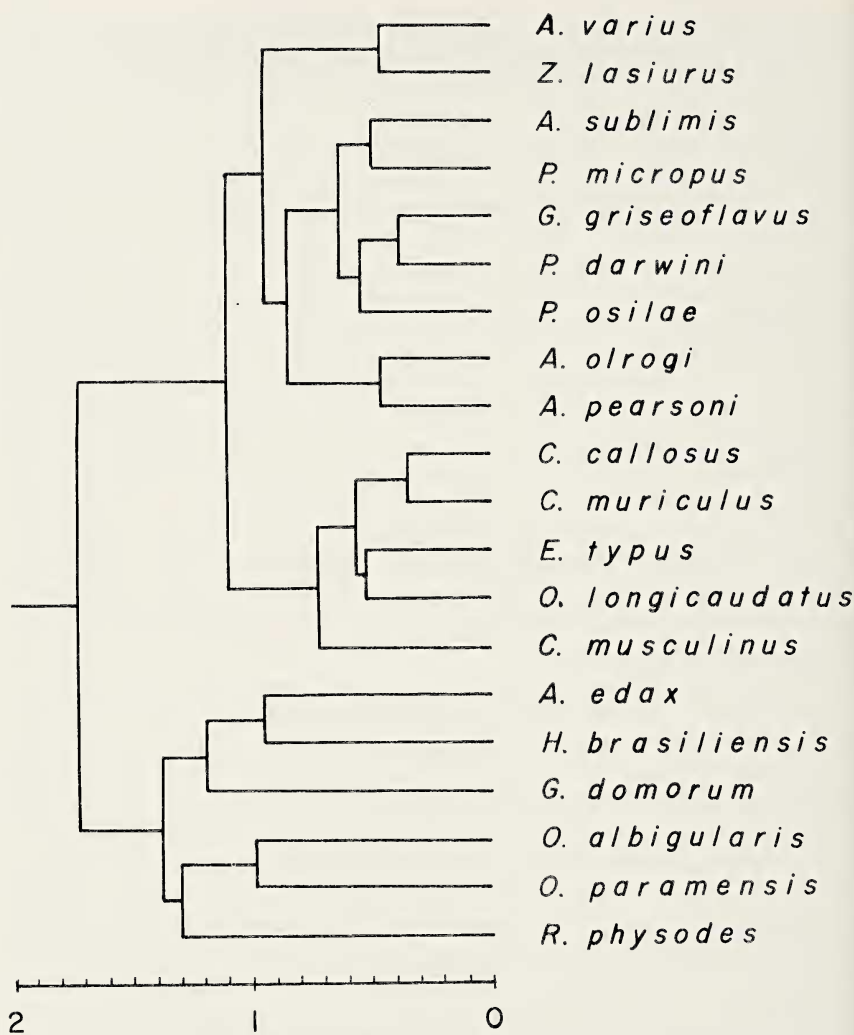 A. varius
Z. lasiurus
A. sublimis
P. micropus
G. griseoflavus
P. darwini
P. osilae
A. olrogi
A. pearsoni
C. callosus
C. muriculus
E. typus
O. longicaudatus
C. musculinus
A. edax
H. brasiliensis
G. domorum
O. albigularis
O. paramensis
R. physodes
2 1 0